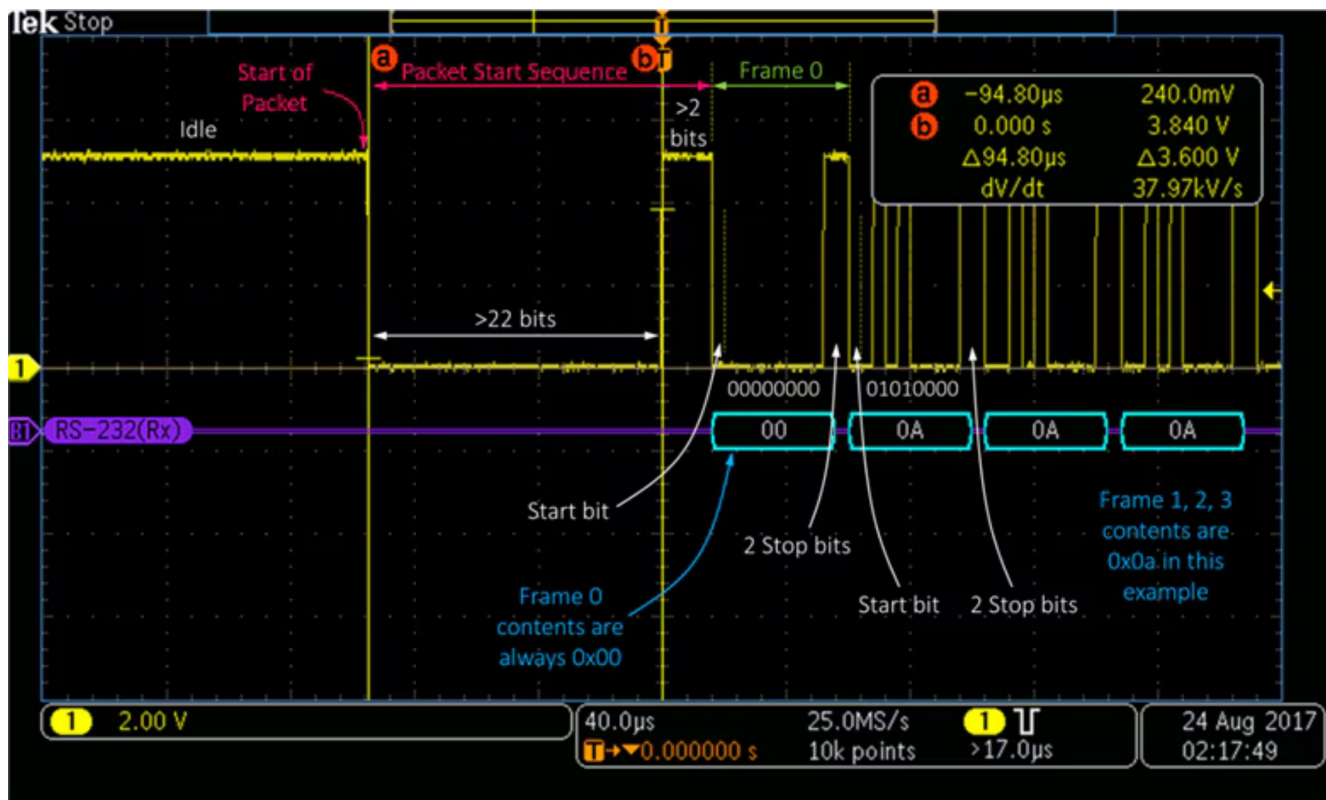 Tek Stop
T
a
Packet Start Sequence
b
T
Frame 0
Start of
Packet
Idle
>2
bits
a -94.80µs 240.0mV
b 0.000 s 3.840 V
Δ94.80µs Δ3.600 V
dV/dt 37.97kV/s
>22 bits
1
00000000
01010000
B1
RS-232(Rx)
00
0A
0A
0A
Start bit
2 Stop bits
Start bit
2 Stop bits
Frame 1, 2, 3
contents are
0x0a in this
example
Frame 0
contents are
always 0x00
1 2.00 V
40.0µs 25.0MS/s 1
T→▼0.000000 s 10k points >17.0µs
24 Aug 2017
02:17:49